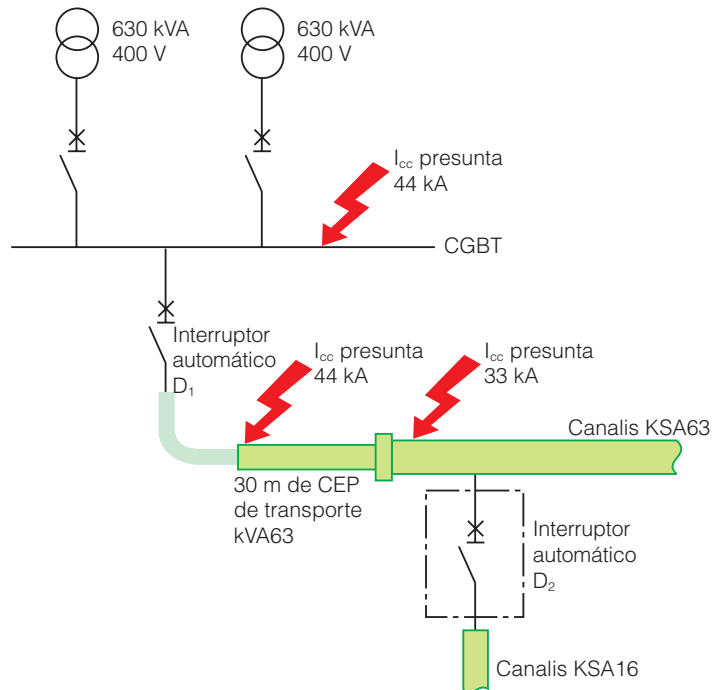 630 kVA
400 V
630 kVA
400 V
Icc presunta
44 kA
CGBT
Interruptor
automático
D1
Icc presunta
44 kA
Icc presunta
33 kA
Canalis KSA63
30 m de CEP
de transporte
kVA63
Interruptor
automático
D2
Canalis KSA16